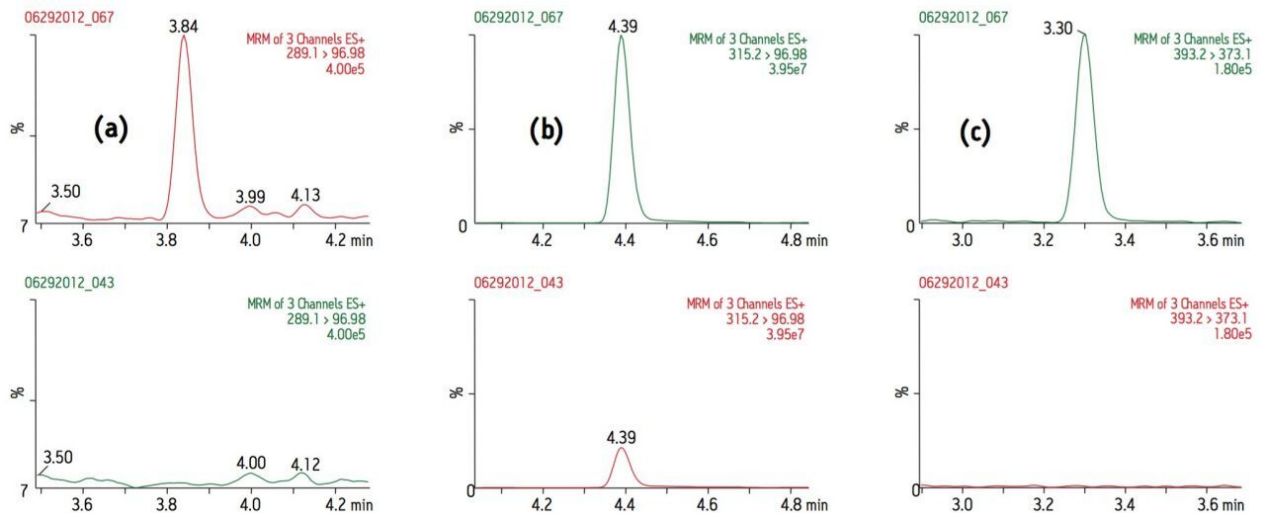 06292012_067
3.84
MRM of 3 Channels ES+
289.1 > 96.98
4.00e5
%
(a)
3.50
3.99
4.13
7
3.6
3.8
4.0
4.2 min
06292012_067
4.39
MRM of 3 Channels ES+
315.2 > 96.98
3.95e7
%
(b)
0
4.2
4.4
4.6
4.8 min
06292012_067
3.30
MRM of 3 Channels ES+
393.2 > 373.1
1.80e5
%
(c)
0
3.0
3.2
3.4
3.6 min
06292012_043
MRM of 3 Channels ES+
289.1 > 96.98
4.00e5
%
3.50
4.00
4.12
7
3.6
3.8
4.0
4.2 min
06292012_043
MRM of 3 Channels ES+
315.2 > 96.98
3.95e7
%
4.39
0
4.2
4.4
4.6
4.8 min
06292012_043
MRM of 3 Channels ES+
393.2 > 373.1
1.80e5
%
0
3.0
3.2
3.4
3.6 min